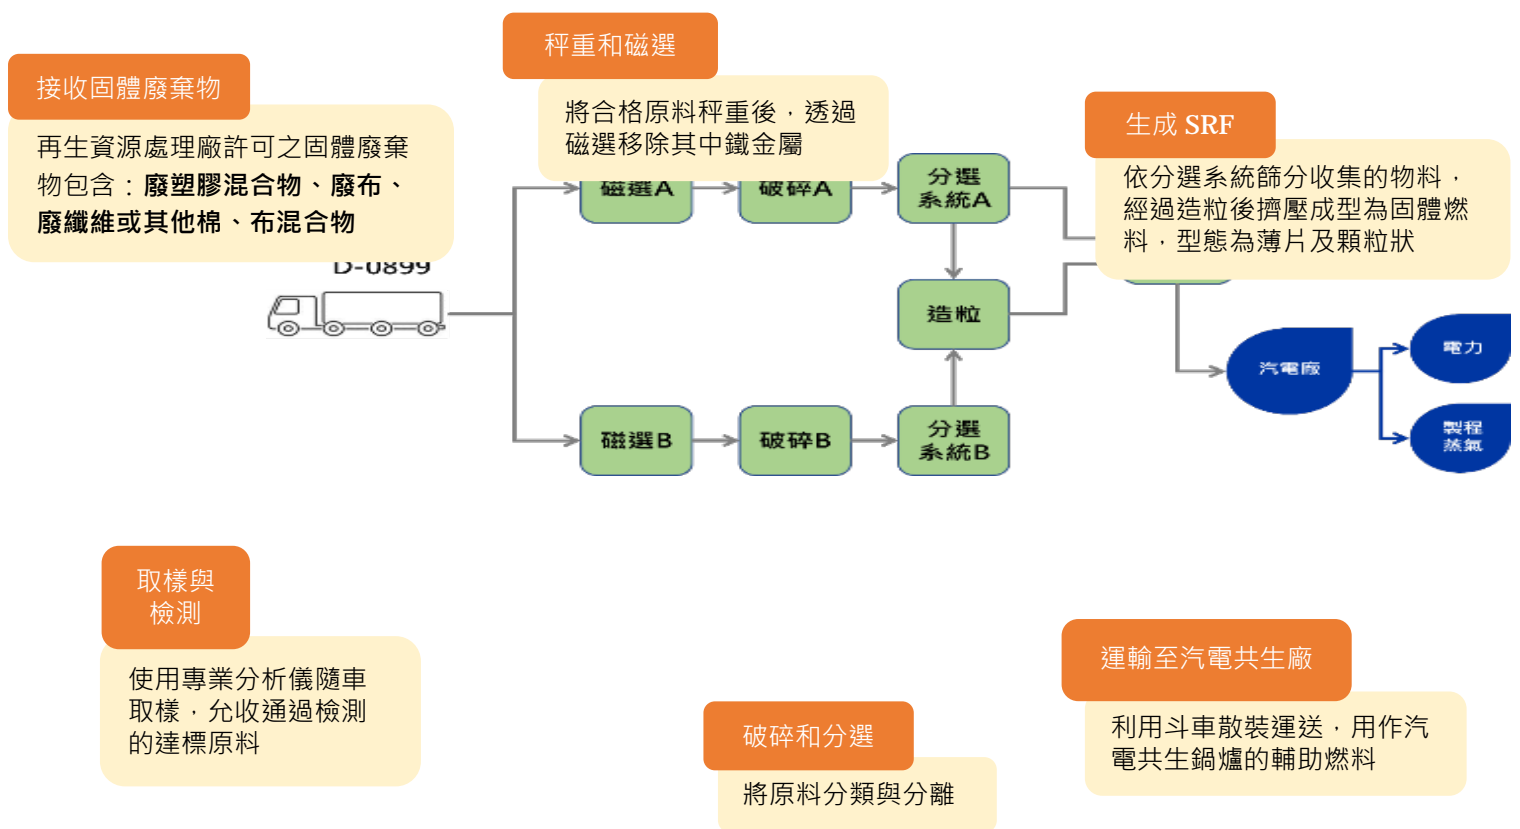 接收固體廢棄物
再生資源處理廠許可之固體廢棄
物包含：廢塑膠混合物、廢布、
廢纖維或其他棉、布混合物
秤重和磁選
將合格原料秤重後，透過
磁選移除其中鐵金屬
生成 SRF
依分選系統篩分收集的物料，
經過造粒後擠壓成型為固體燃
料，型態為薄片及顆粒狀
D-0899
磁選A
破碎A
分選
系統A
造粒
磁選B
破碎B
分選
系統B
汽電廠
電力
製程
蒸氣
取樣與
檢測
使用專業分析儀隨車
取樣，允收通過檢測
的達標原料
破碎和分選
將原料分類與分離
運輸至汽電共生廠
利用斗車散裝運送，用作汽
電共生鍋爐的輔助燃料